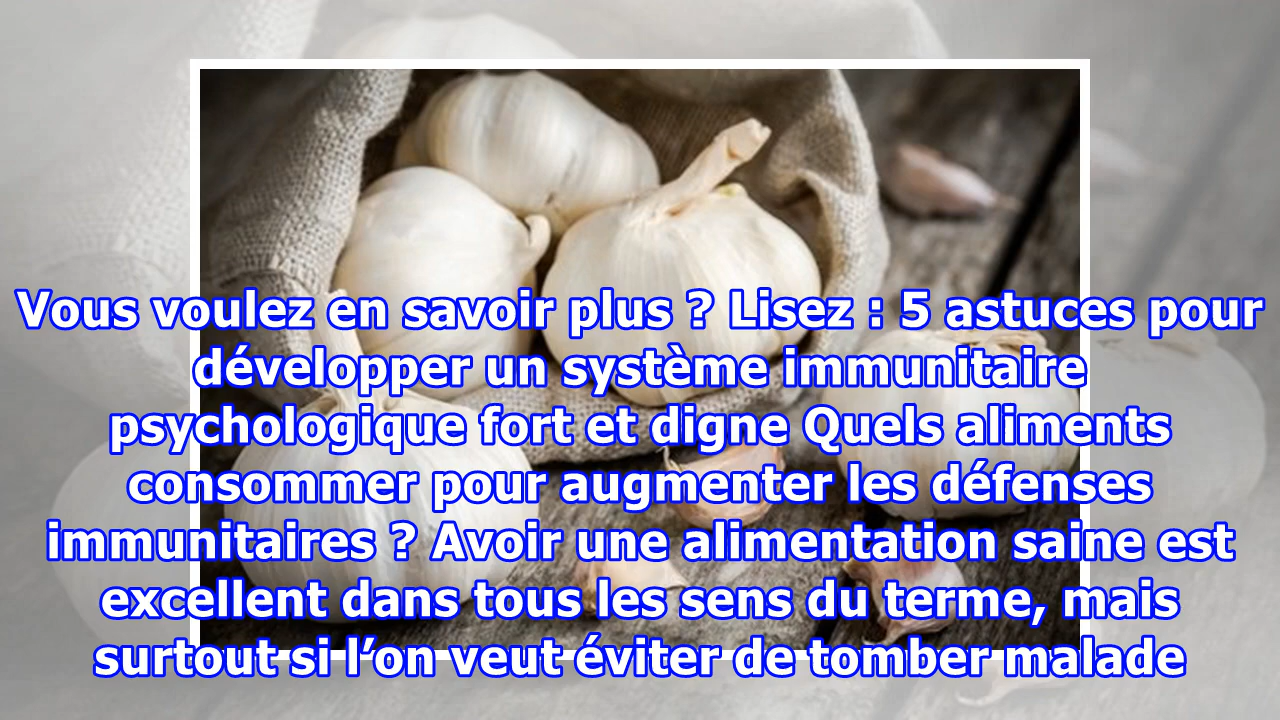 Vous voulez en savoir plus ? Lisez : 5 astuces pour
développer un système immunitaire
psychologique fort et digne Quels aliments
consommer pour augmenter les défenses
immunitaires ? Avoir une alimentation saine est
excellent dans tous les sens du terme, mais
surtout si l’on veut éviter de tomber malade